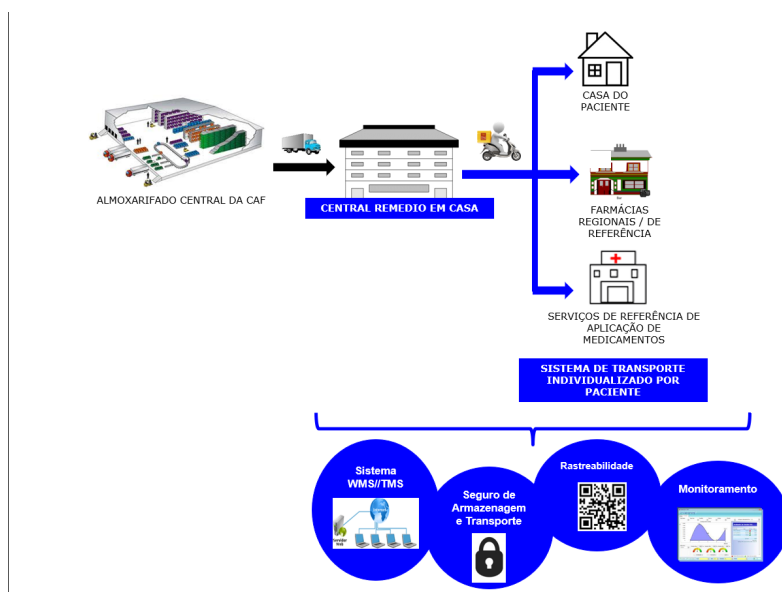 CASA DO
PACIENTE
ALMOXARIFADO CENTRAL DA CAF
CENTRAL REMEDIO EM CASA
FARMÁCIAS
REGIONAIS / DE
REFERÊNCIA
SERVIÇOS DE REFERÊNCIA DE
APLICAÇÃO DE
MEDICAMENTOS
SISTEMA DE TRANSPORTE
INDIVIDUALIZADO POR
PACIENTE
Sistema
WMS//TMS
Seguro de
Armazenagem
e Transporte
Rastreabilidade
Monitoramento